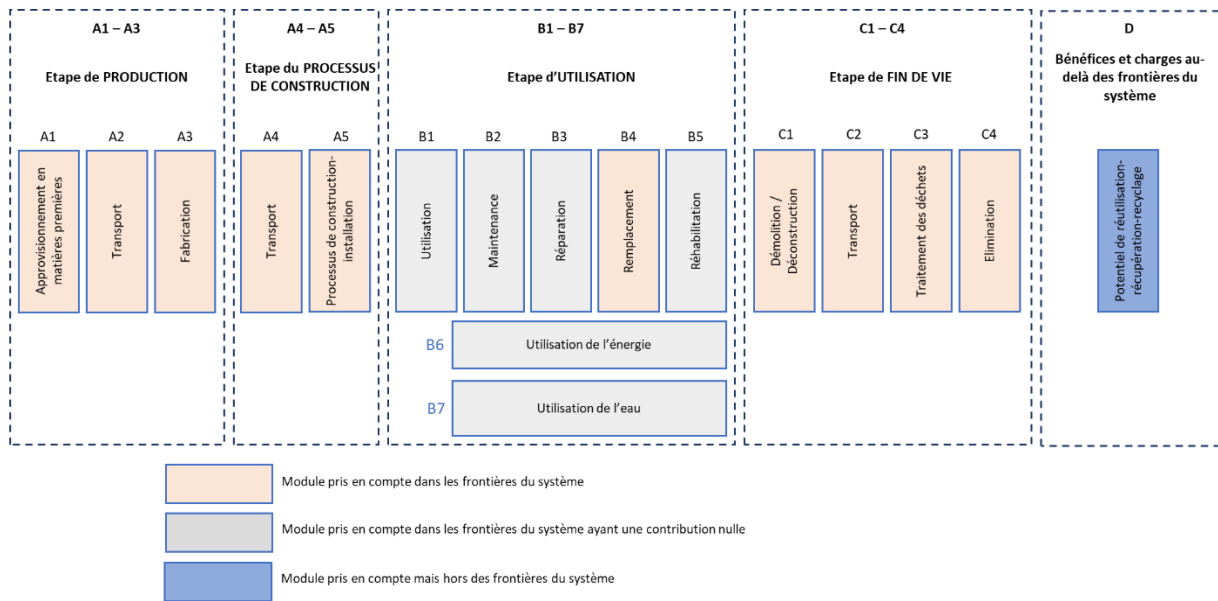 A1 – A3
Etape de PRODUCTION
A1
A2
A3
Approvisionnement en
matières premières
Transport
Fabrication
A4 – A5
Etape du PROCESSUS
DE CONSTRUCTION
A4
A5
Transport
Processus de construction-
installation
B1 – B7
Etape d’UTILISATION
B1
B2
B3
B4
B5
Utilisation
Maintenance
Réparation
Remplacement
Réhabilitation
B6
Utilisation de l’énergie
B7
Utilisation de l’eau
C1 – C4
Etape de FIN DE VIE
C1
C2
C3
C4
Démolition /
Déconstruction
Transport
Traitement des déchets
Elimination
D
Bénéfices et charges au-
delà des frontières du
système
Potentiel de réutilisation-
récupération-recyclage
Module pris en compte dans les frontières du système
Module pris en compte dans les frontières du système ayant une contribution nulle
Module pris en compte mais hors des frontières du système